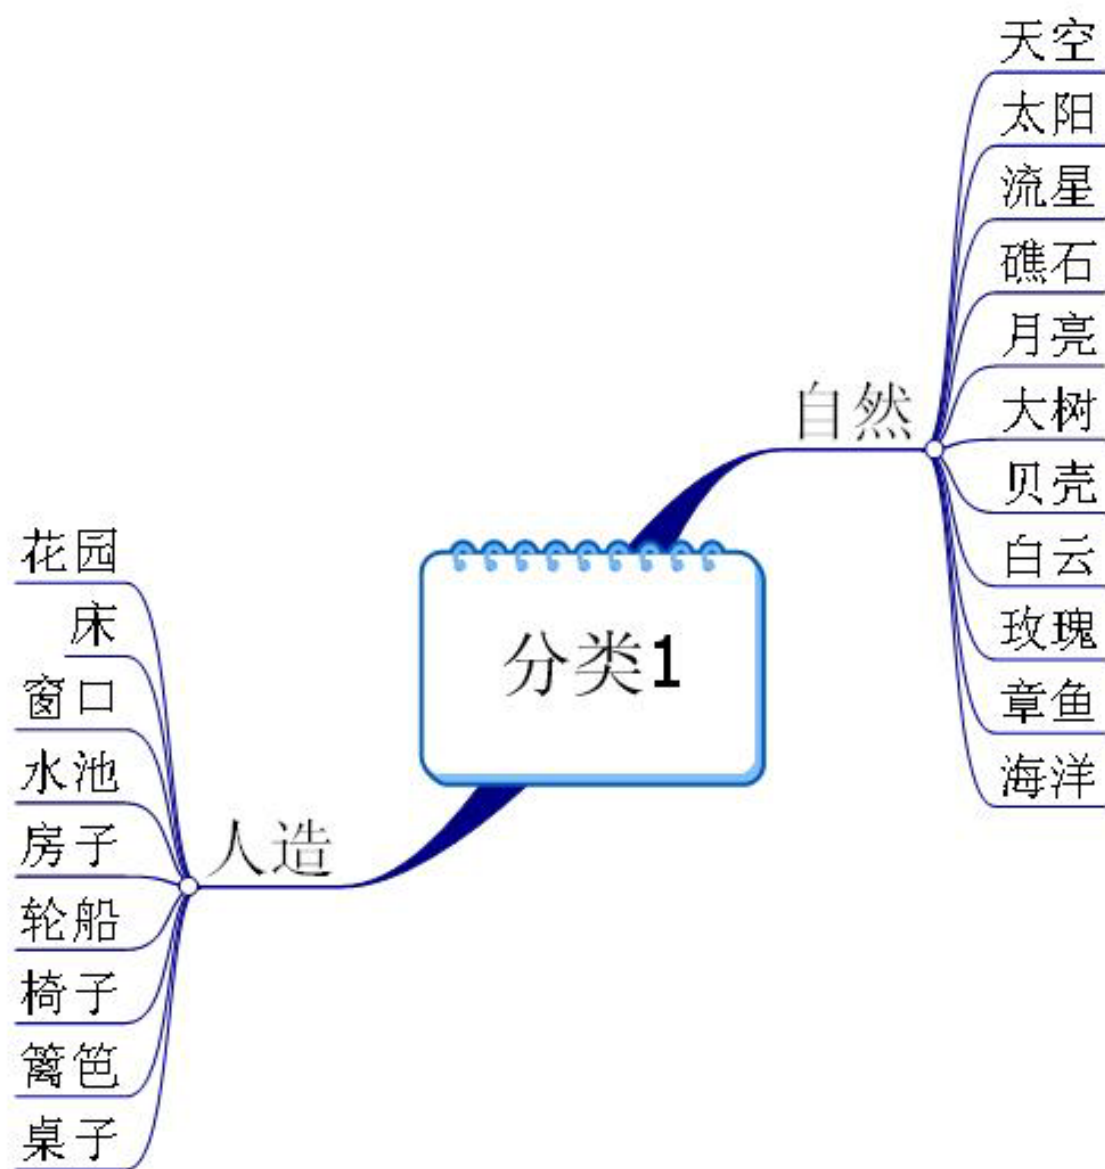 天空
太阳
流星
礁石
月亮
自然
大树
贝壳
白云
玫瑰
章鱼
海洋
分类1
花园
床
窗口
水池
人造
房子
轮船
椅子
篱笆
桌子